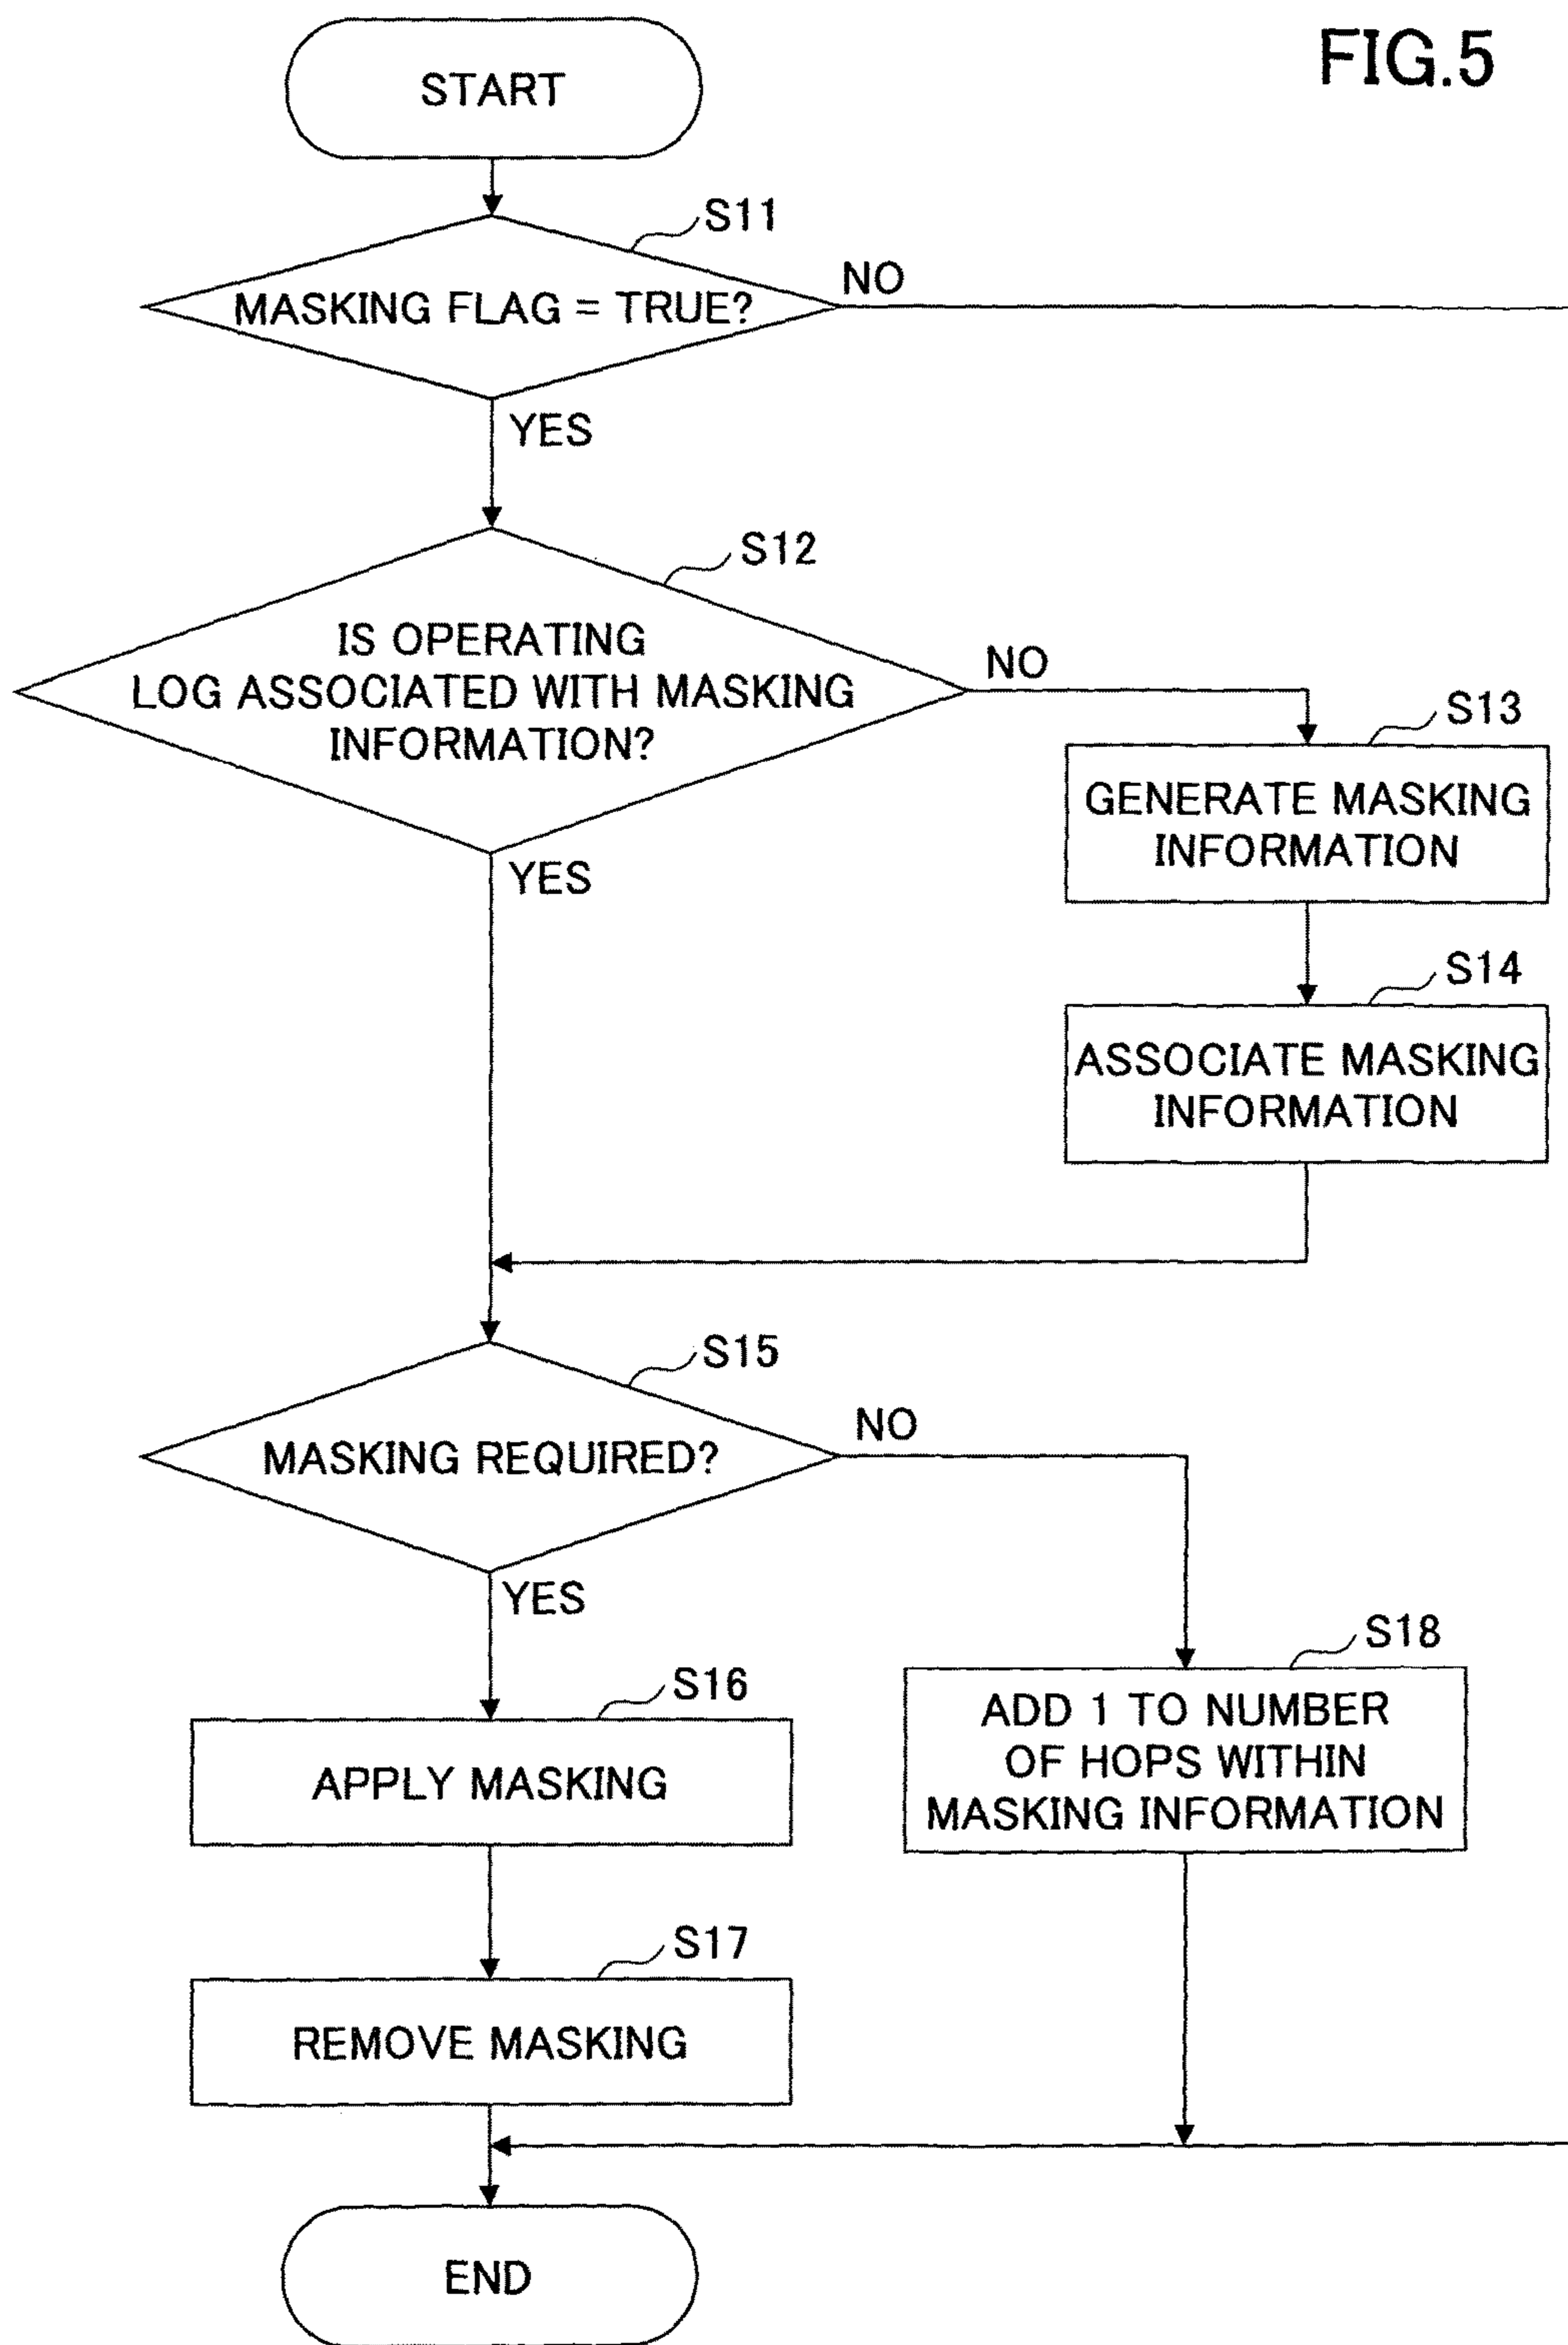 FIG.5
START
S11
MASKING FLAG = TRUE?
NO
YES
S12
IS OPERATING
LOG ASSOCIATED WITH MASKING
INFORMATION?
NO
YES
S13
GENERATE MASKING
INFORMATION
S14
ASSOCIATE MASKING
INFORMATION
S15
MASKING REQUIRED?
NO
YES
S16
APPLY MASKING
S18
ADD 1 TO NUMBER
OF HOPS WITHIN
MASKING INFORMATION
S17
REMOVE MASKING
END